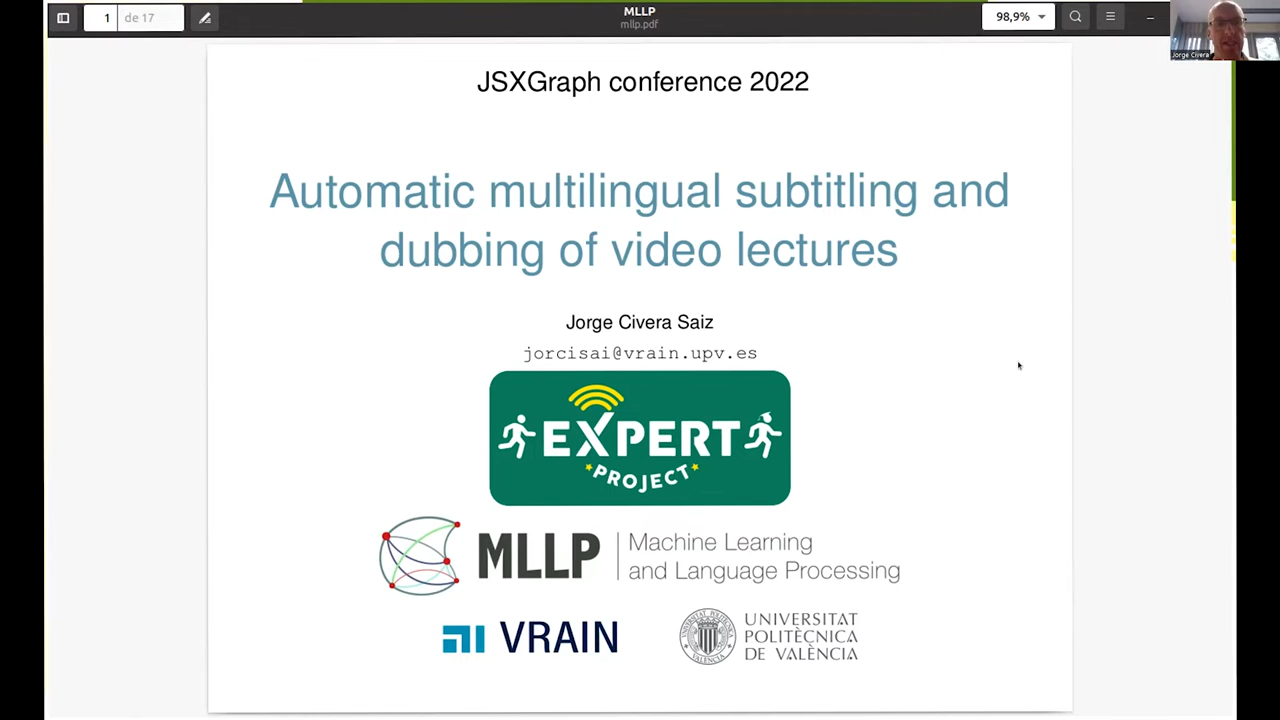 MLLP
mllp.pdf
1 de 17
98,9%
Jorge Civera
JSXGraph conference 2022
Automatic multilingual subtitling and
dubbing of video lectures
Jorge Civera Saiz
jorcisai@vrain.upv.es
EXPERT
PROJECT
MLLP
Machine Learning
and Language Processing
VRAIN
UNIVERSITAT
POLITÈCNICA
DE VALÈNCIA